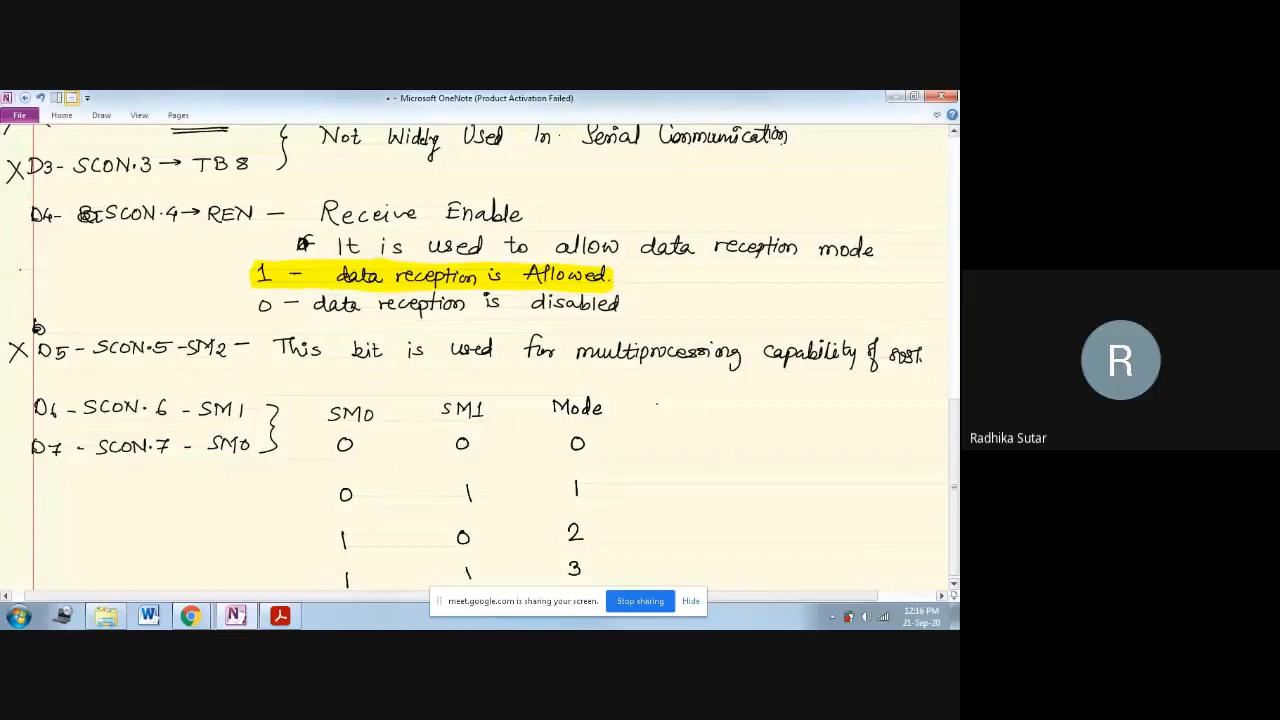 Microsoft OneNote (Product Activation Failed)
File Home Draw View Pages
Not Widely Used In Serial Communication
X D3- SCON.3 → TB8
D4- SCON.4 → REN - Receive Enable
It is used to allow data reception mode
1 - data reception is Allowed.
0 - data reception is disabled
X D5 - SCON.5 - SM2 - This bit is used for multiprocessing capability of 8051
D6 - SCON.6 - SM1 } SM0 SM1 Mode
D7 - SCON.7 - SM0 } 0 0 0
0 1 1
1 0 2
1 1 3
meet.google.com is sharing your screen. Stop sharing Hide
12:16 PM
21-Sep-20
R
Radhika Sutar